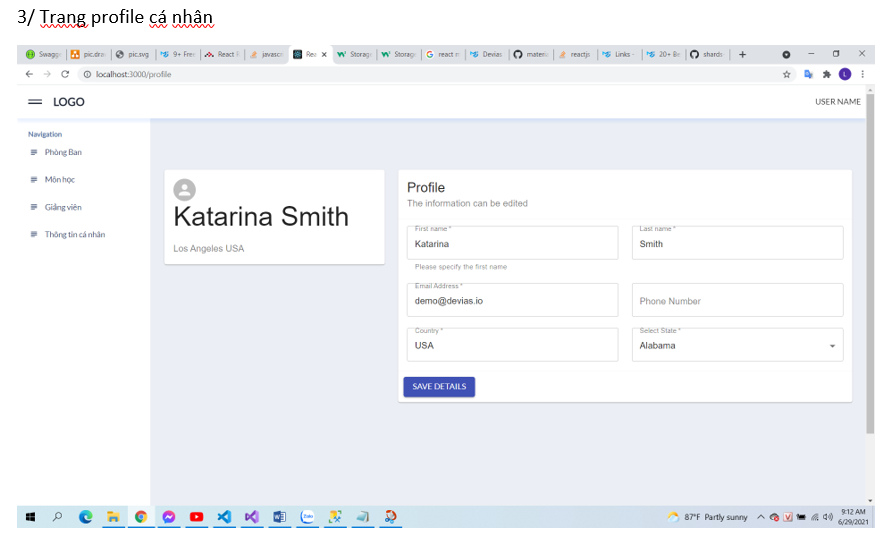 3/ Trang profile cá nhân
Swagg pic.dra pic.svg 9+ Free React javasc Rea Storag Storag react m Devias materi reactjs Links - 20+ Be shards
localhost:3000/profile L
LOGO USER NAME
Navigation
Phòng Ban
Môn học
Giảng viên
Thông tin cá nhân
Katarina Smith
Los Angeles USA
Profile
The information can be edited
First name * Last name *
Katarina Smith
Please specify the first name
Email Address *
demo@devias.io Phone Number
Country * Select State *
USA Alabama
SAVE DETAILS
87°F Partly sunny 9:12 AM
6/29/2021